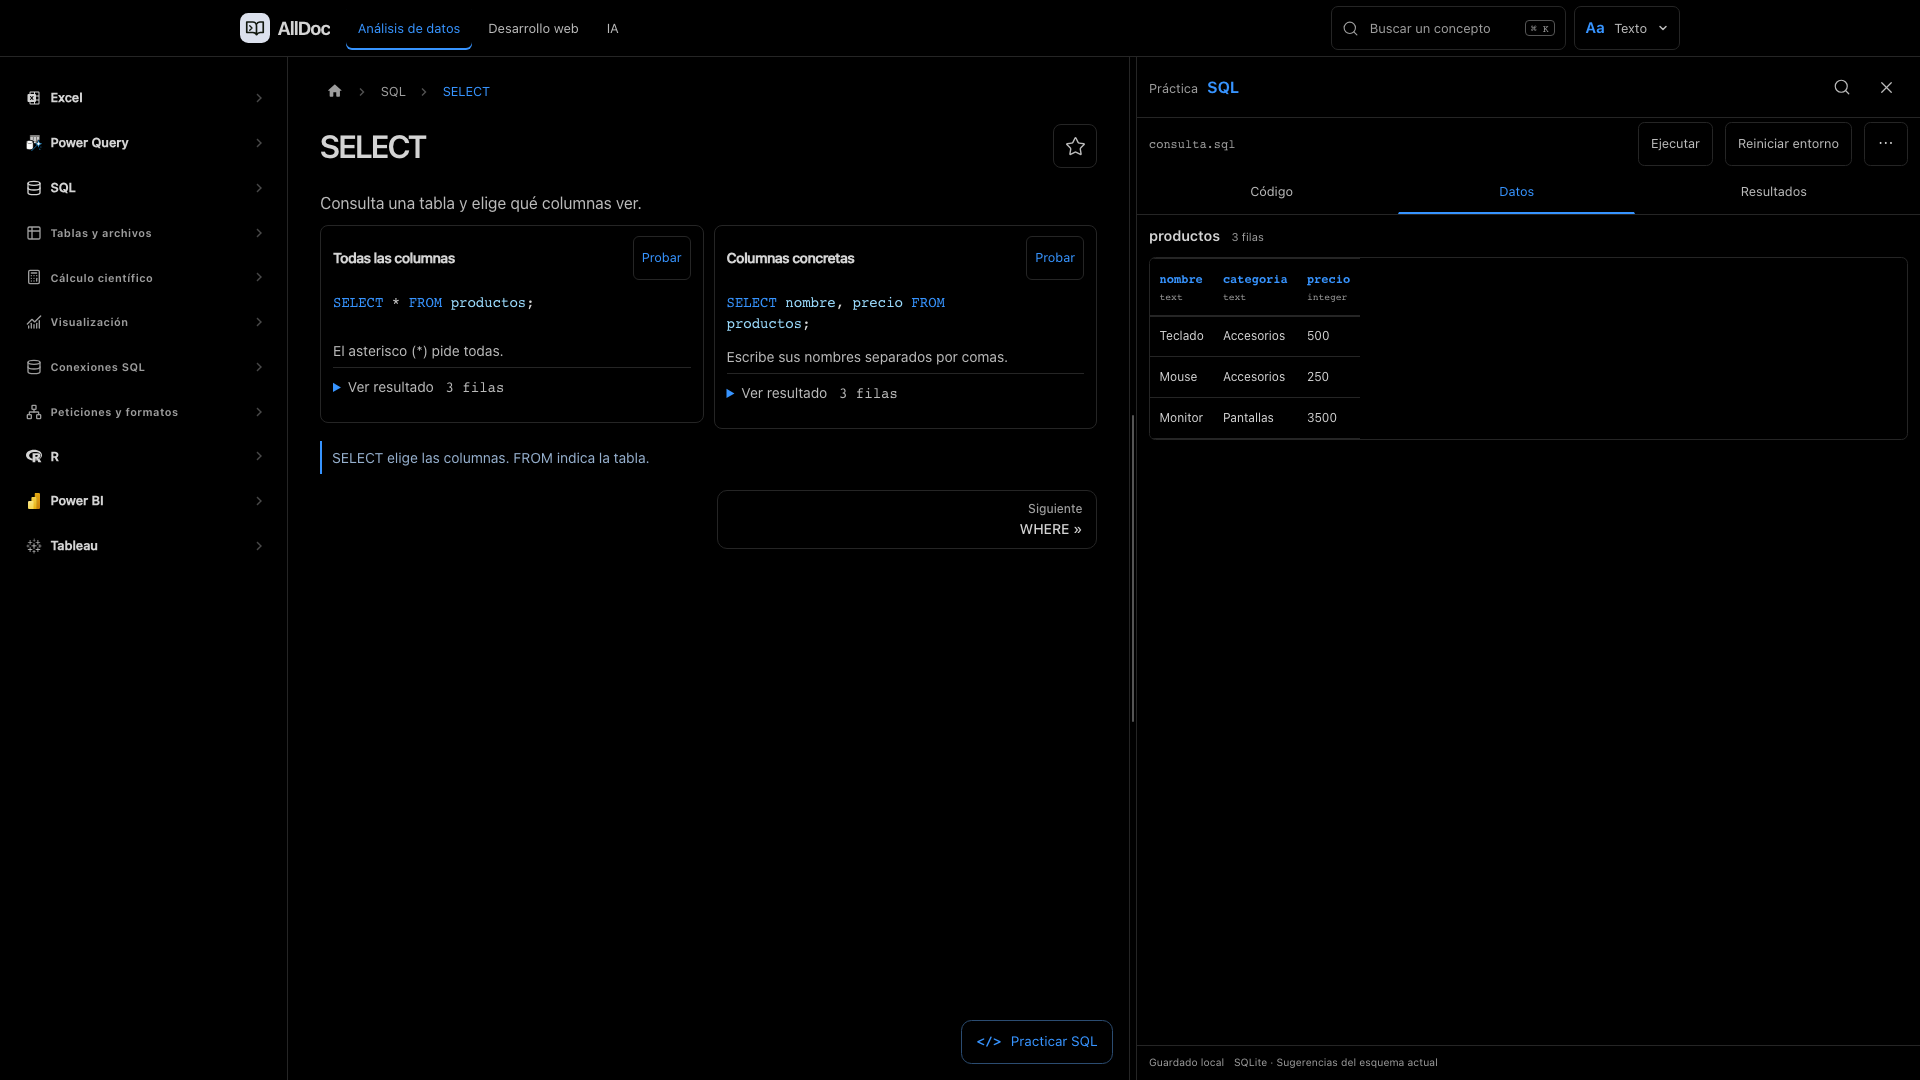 AllDoc
Análisis de datos
Desarrollo web
IA
Buscar un concepto
⌘ K
Aa Texto
Excel
Power Query
SQL
Tablas y archivos
Cálculo científico
Visualización
Conexiones SQL
Peticiones y formatos
R
Power BI
Tableau
SQL
SELECT
SELECT
Consulta una tabla y elige qué columnas ver.
Todas las columnas
Probar
SELECT * FROM productos;
El asterisco (*) pide todas.
Ver resultado 3 filas
Columnas concretas
Probar
SELECT nombre, precio FROM
productos;
Escribe sus nombres separados por comas.
Ver resultado 3 filas
SELECT elige las columnas. FROM indica la tabla.
Siguiente
WHERE »
</> Practicar SQL
Práctica SQL
consulta.sql
Ejecutar
Reiniciar entorno
···
Código
Datos
Resultados
productos 3 filas
nombre categoria precio
text text integer
Teclado Accesorios 500
Mouse Accesorios 250
Monitor Pantallas 3500
Guardado local SQLite · Sugerencias del esquema actual